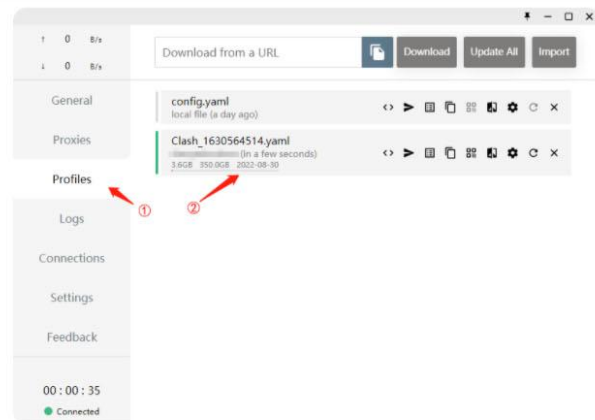 ↑ 0 B/s
↓ 0 B/s
Download from a URL
Download
Update All
Import
General
Proxies
Profiles
Logs
Connections
Settings
Feedback
config.yaml
local file (a day ago)
Clash_1630564514.yaml
(in a few seconds)
3.6GB 350.0GB 2022-08-30
①
②
00 : 00 : 35
Connected